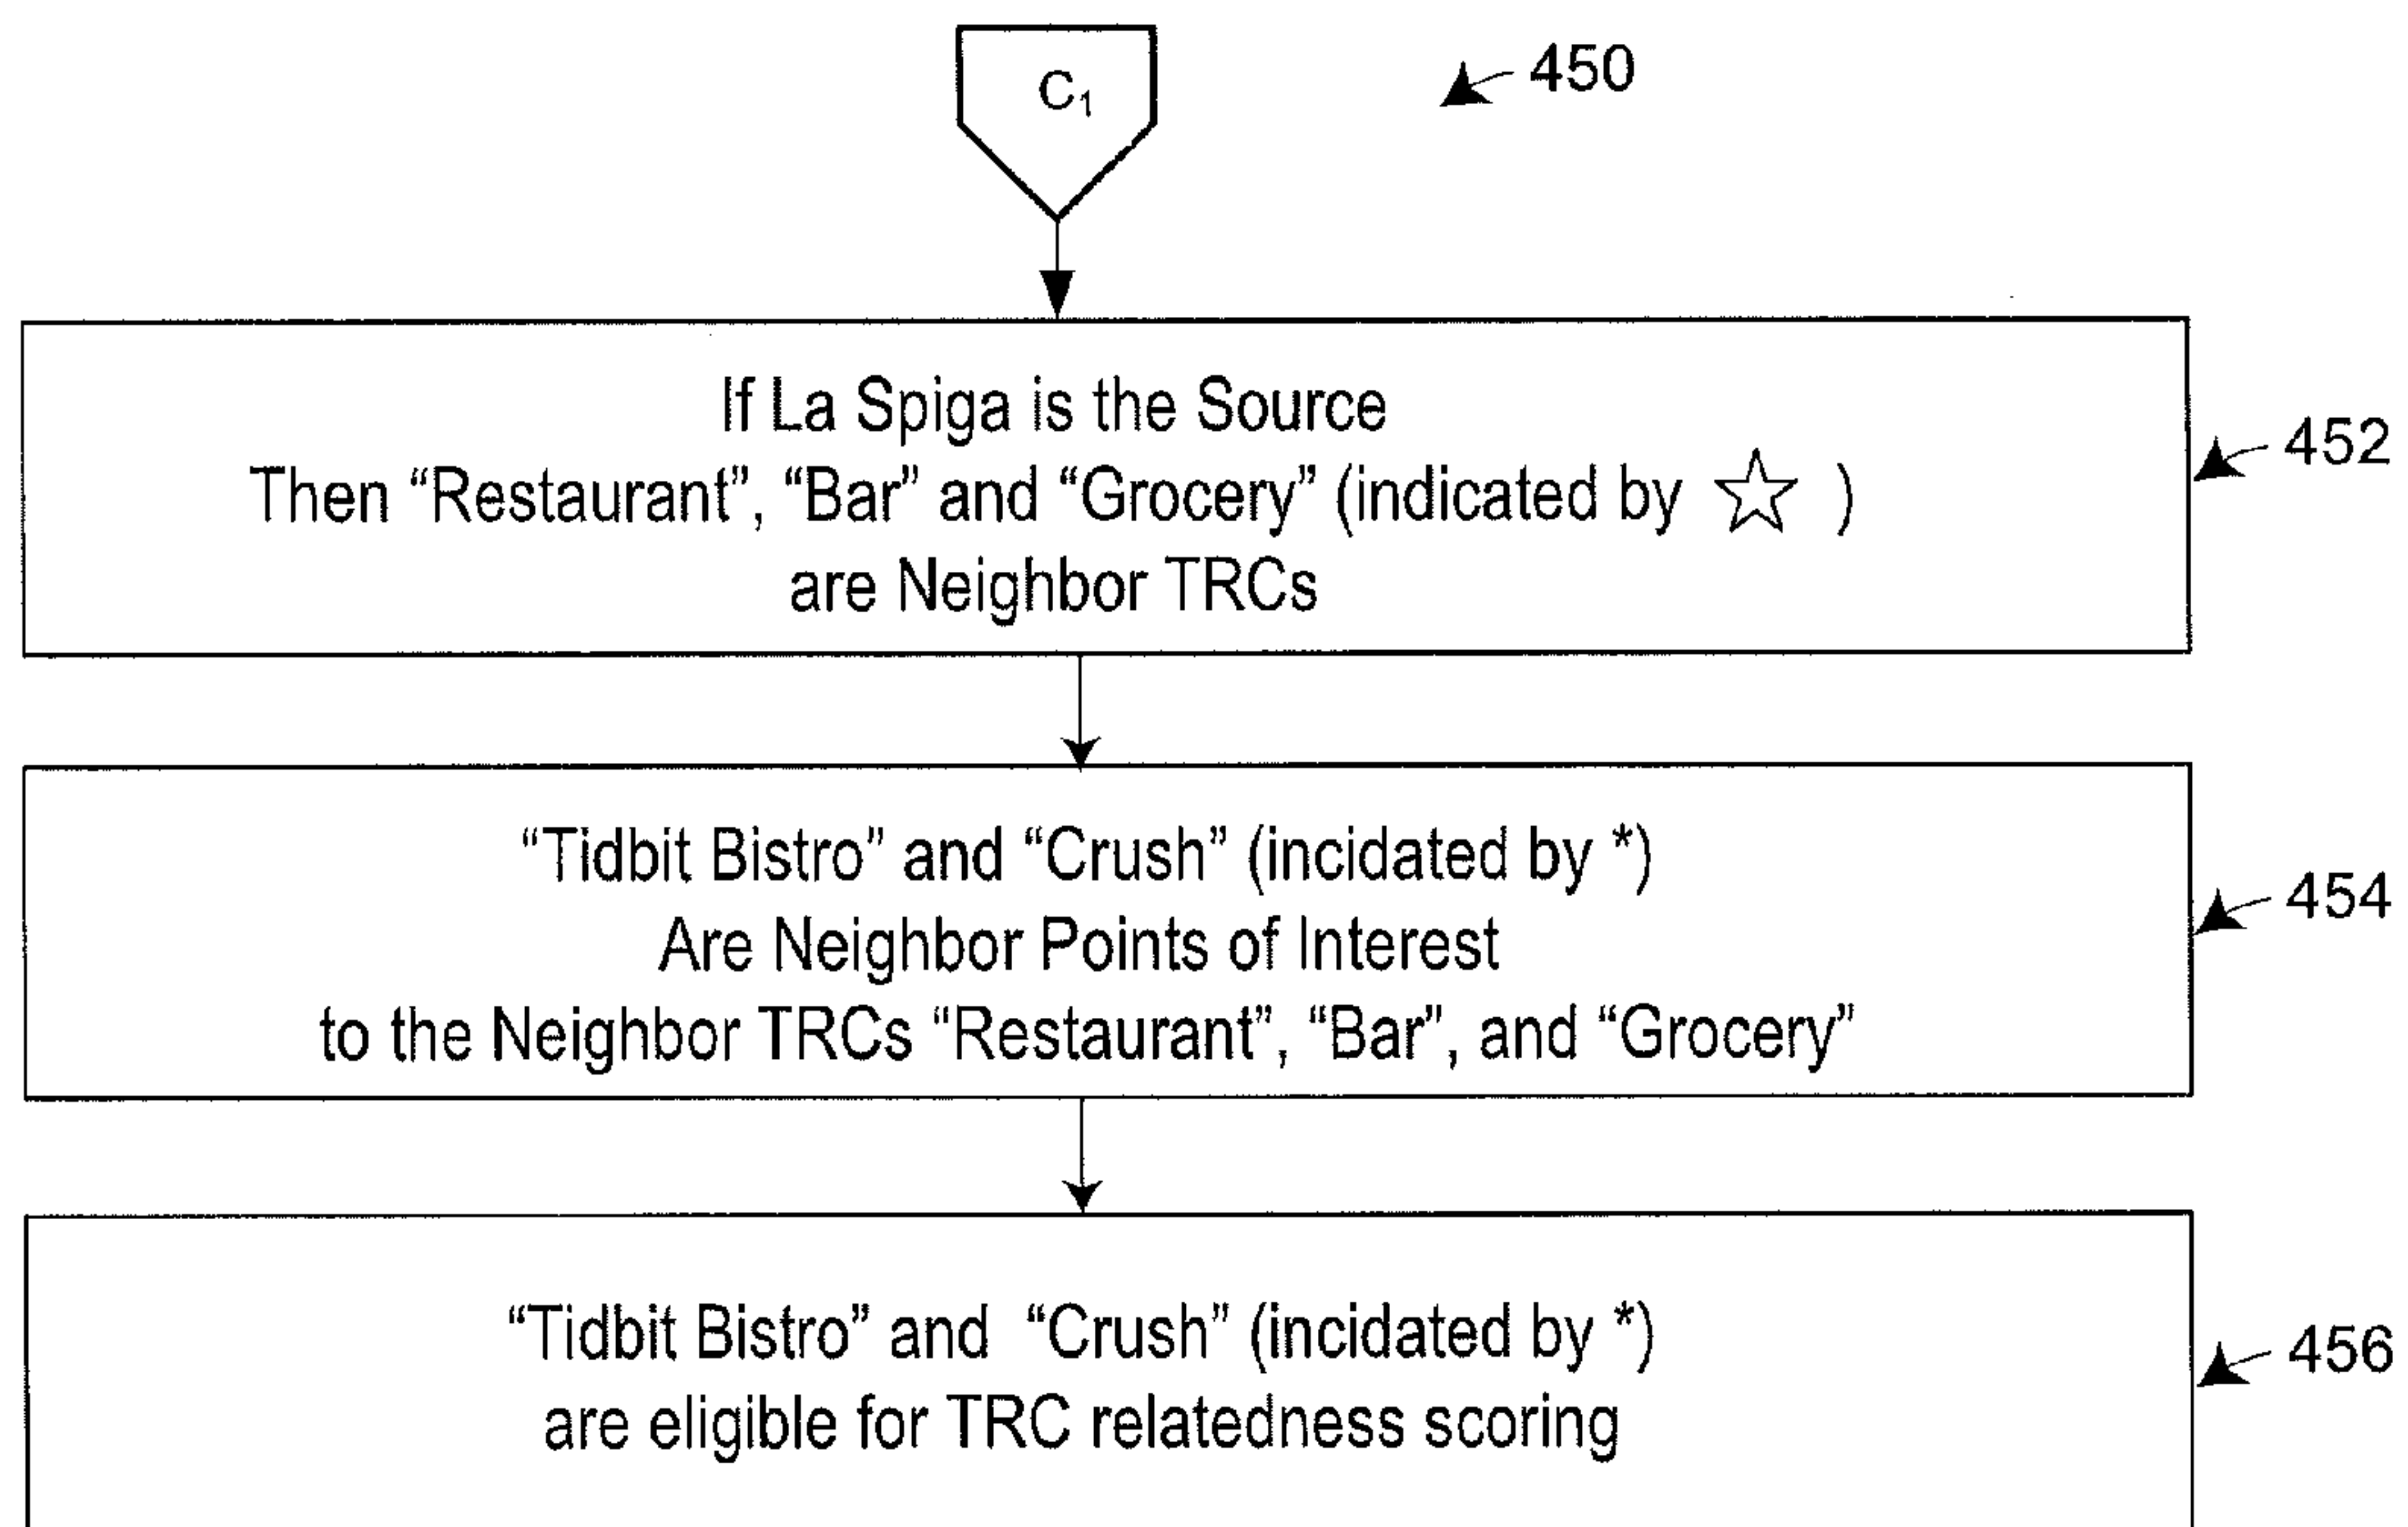 C₁
450
If La Spiga is the Source
Then “Restaurant”, “Bar” and “Grocery” (indicated by ☆ )
are Neighbor TRCs
452
“Tidbit Bistro” and “Crush” (incidated by *)
Are Neighbor Points of Interest
to the Neighbor TRCs “Restaurant”, “Bar”, and “Grocery”
454
“Tidbit Bistro” and “Crush” (incidated by *)
are eligible for TRC relatedness scoring
456